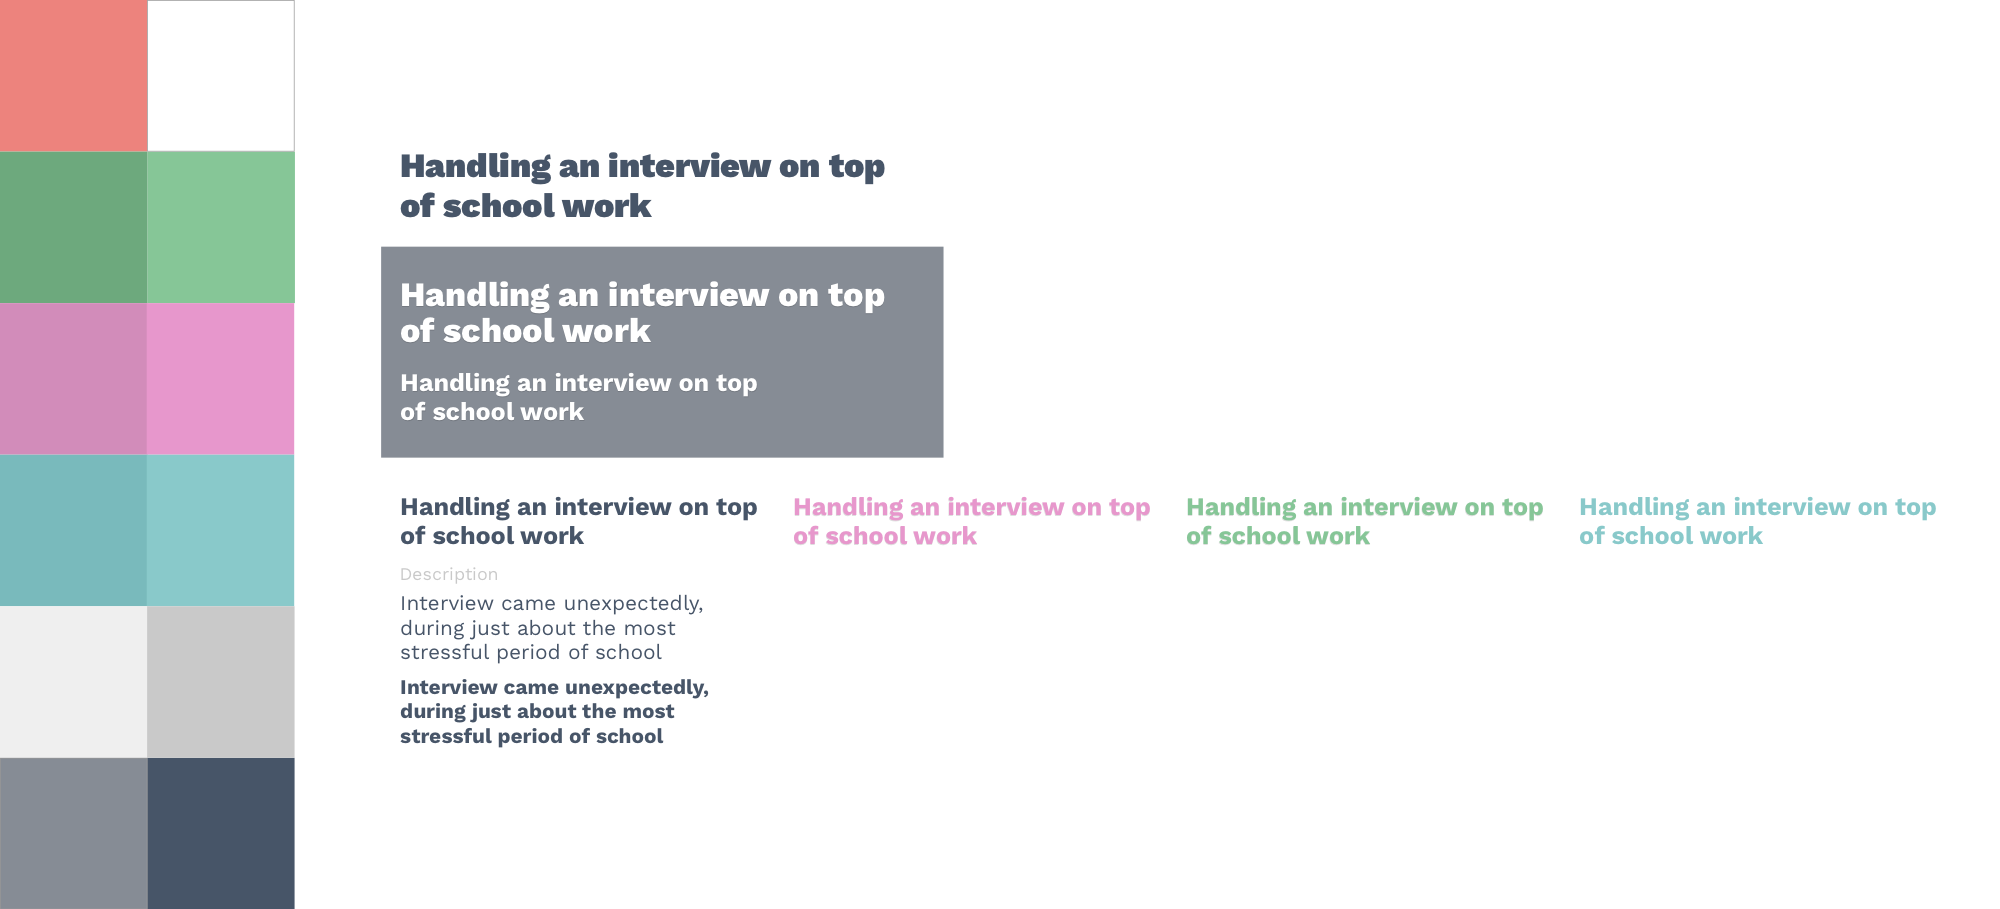 Handling an interview on top
of school work
Handling an interview on top
of school work
Handling an interview on top
of school work
Handling an interview on top
of school work
Handling an interview on top
of school work
Handling an interview on top
of school work
Handling an interview on top
of school work
Description
Interview came unexpectedly,
during just about the most
stressful period of school
Interview came unexpectedly,
during just about the most
stressful period of school